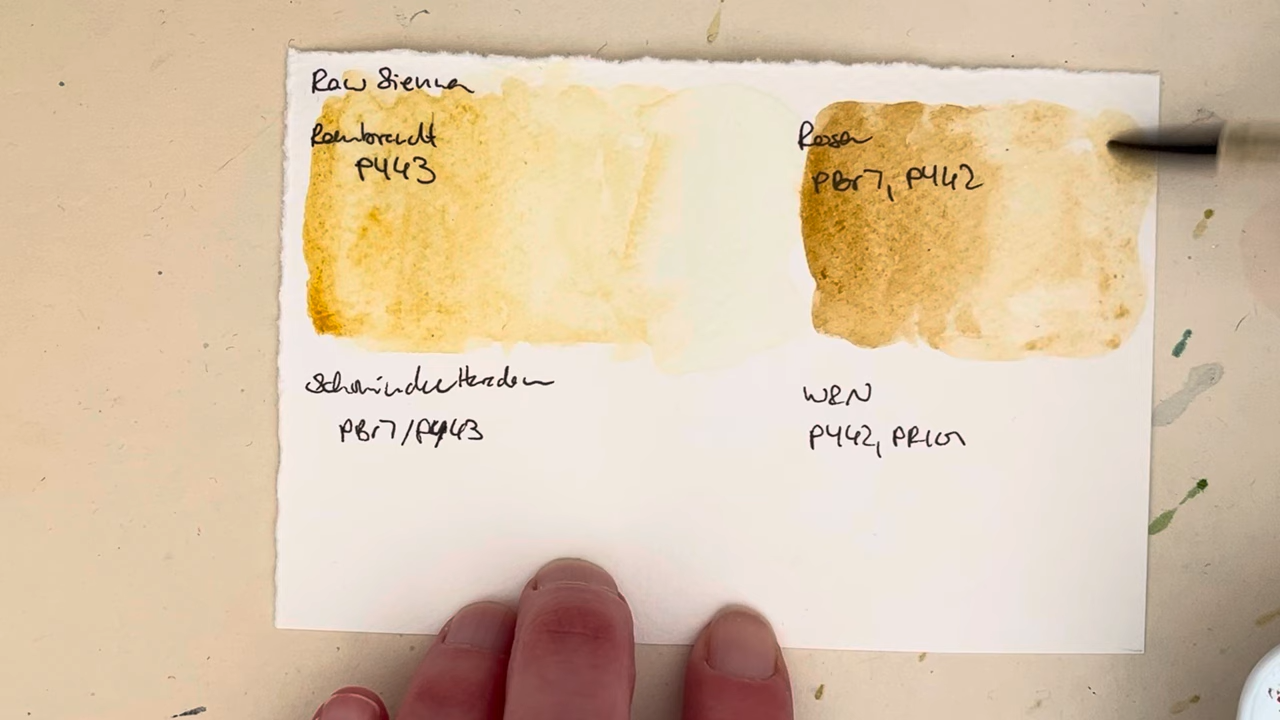 Raw Sienna
Rembrandt
PY43
Rosa
PBr7, PY42
Schmincke Horadam
PBr7/PY43
W&N
PY42, PR101